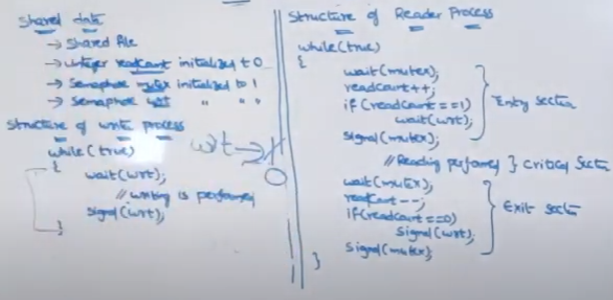 Shared data
→ Shared file
→ Integer readcount initialized to 0
→ Semaphore mutex initialized to 1
→ Semaphore wrt " " "
Structure of write process
while(true)
{
wait(wrt);
// writing is performed
signal(wrt);
}
wrt → 1
0
Structure of Reader Process
while(true)
{
wait(mutex);
readcount++;
if(readcount==1)
wait(wrt);
signal(mutex);
} Entry section
// Reading performed } Critical Section
wait(mutex);
readcount--;
if(readcount==0)
signal(wrt);
signal(mutex);
} Exit section
}